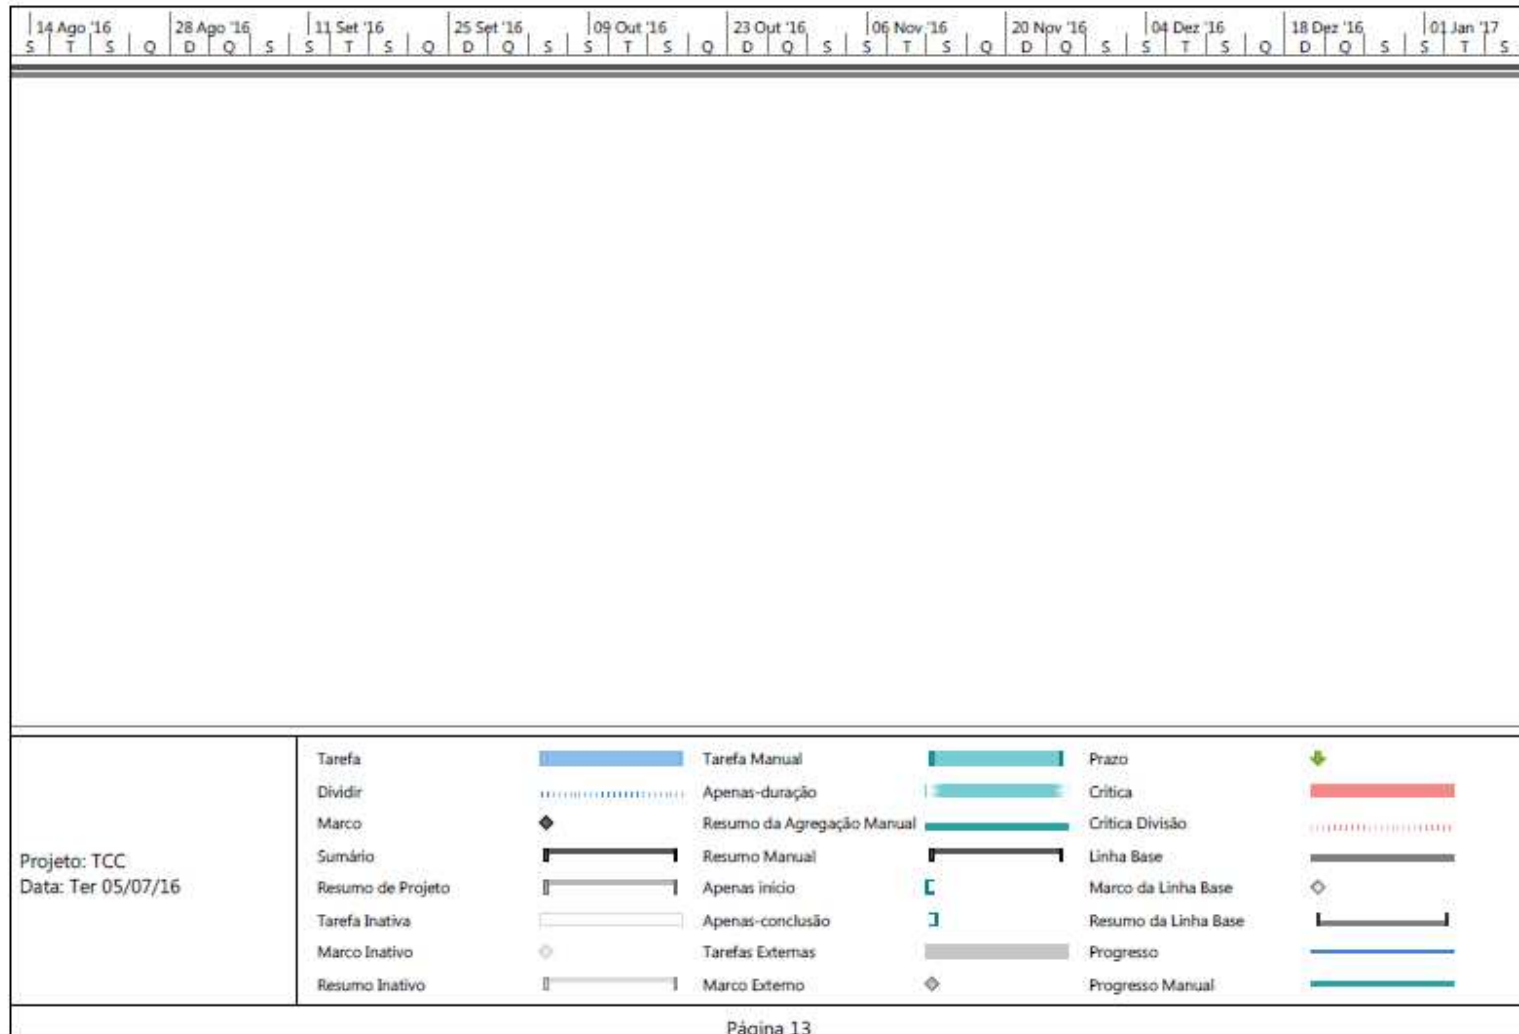 14 Ago '16 28 Ago '16 11 Set '16 25 Set '16 09 Out '16 23 Out '16 06 Nov '16 20 Nov '16 04 Dez '16 18 Dez '16 01 Jan '17
S T S Q D Q S S T S Q D Q S S T S Q D Q S S T S Q D Q S S T S Q D Q S S T S
Tarefa Tarefa Manual Prazo
Dividir Apenas-duração Crítica
Marco Resumo da Agregação Manual Crítica Divisão
Sumário Resumo Manual Linha Base
Projeto: TCC
Data: Ter 05/07/16
Resumo de Projeto Apenas início Marco da Linha Base
Tarefa Inativa Apenas-conclusão Resumo da Linha Base
Marco Inativo Tarefas Externas Progresso
Resumo Inativo Marco Externo Progresso Manual
Página 13